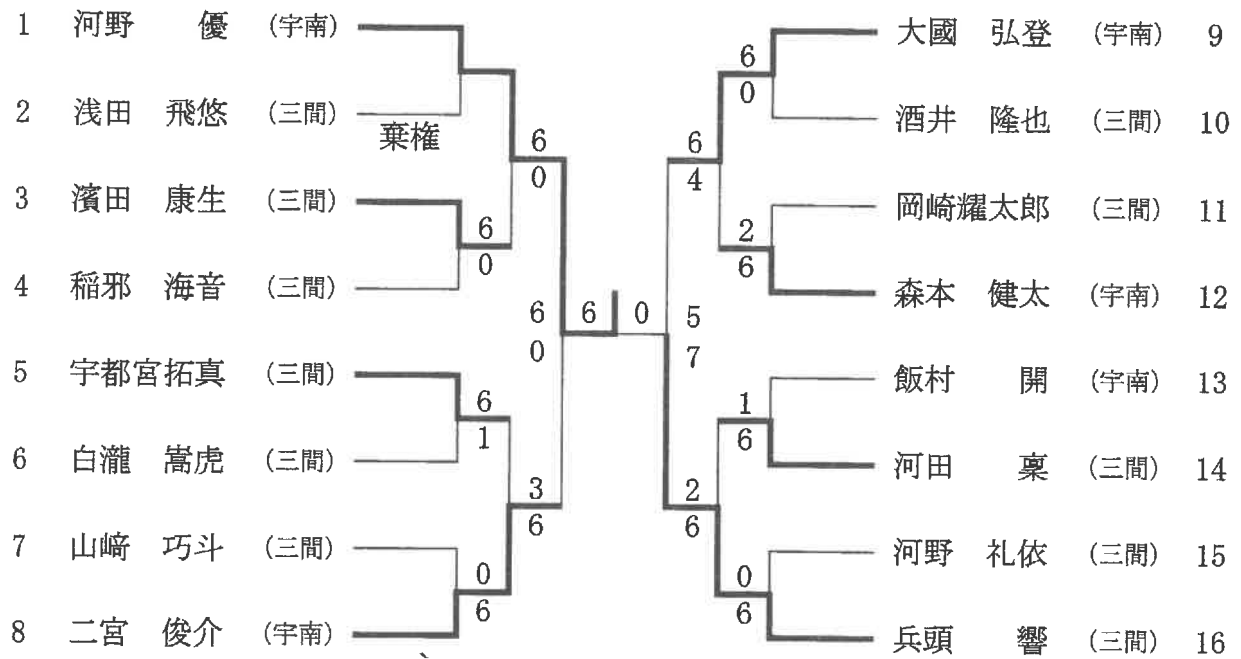 1 河野 優 (宇南)
2 浅田 飛悠 (三間)
棄権
3 濱田 康生 (三間)
4 稲邪 海音 (三間)
5 宇都宮拓真 (三間)
6 白瀧 嵩虎 (三間)
7 山﨑 巧斗 (三間)
8 二宮 俊介 (宇南)
6
0
6
0
6
1
3
6
0
6
6
0
6 0
大國 弘登 (宇南) 9
酒井 隆也 (三間) 10
岡崎耀太郎 (三間) 11
森本 健太 (宇南) 12
飯村 開 (宇南) 13
河田 稟 (三間) 14
河野 礼依 (三間) 15
兵頭 響 (三間) 16
6
0
6
4
2
6
5
7
1
6
2
6
0
6